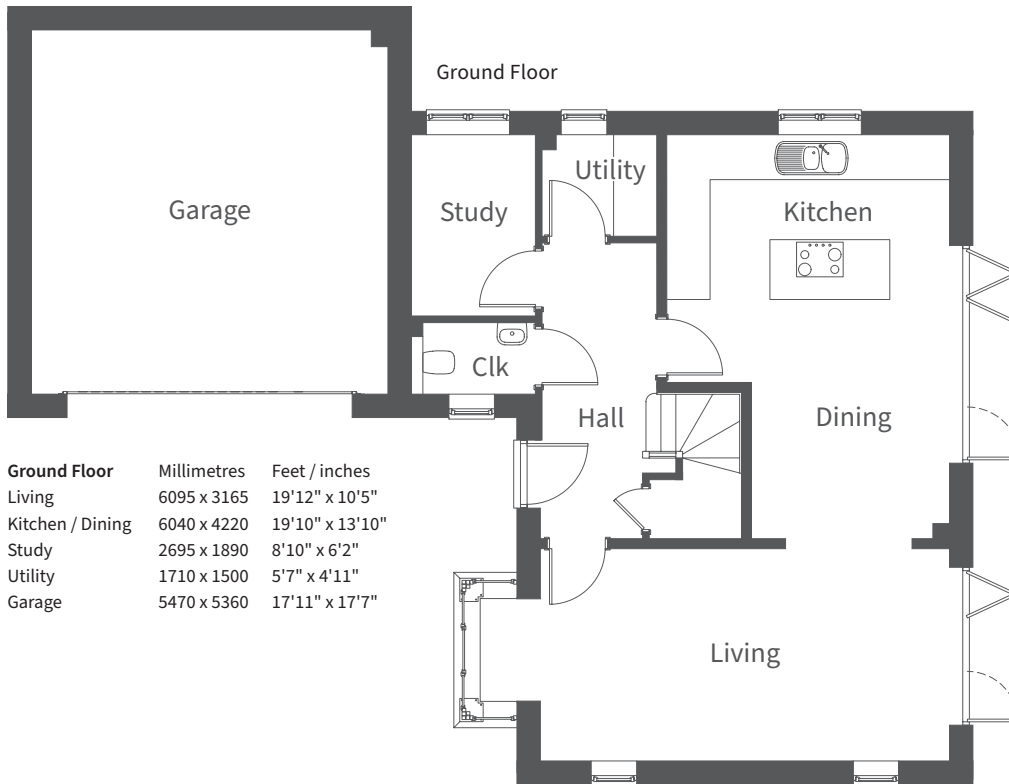 Ground Floor
Garage
Study
Utility
Kitchen
Clk
Hall
Dining
Living
Ground Floor Millimetres Feet / inches
Living 6095 x 3165 19'12" x 10'5"
Kitchen / Dining 6040 x 4220 19'10" x 13'10"
Study 2695 x 1890 8'10" x 6'2"
Utility 1710 x 1500 5'7" x 4'11"
Garage 5470 x 5360 17'11" x 17'7"